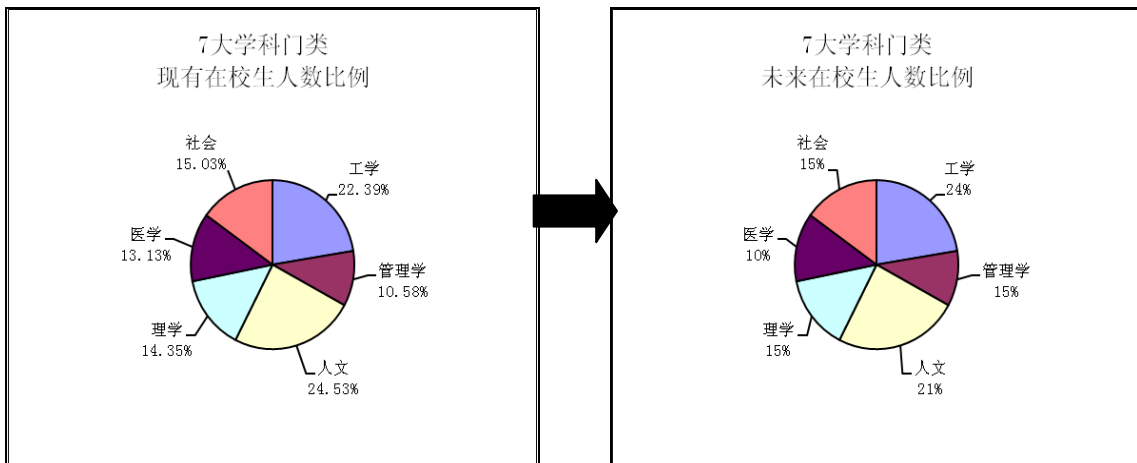 7大学科门类
现有在校生人数比例
社会
15.03%
工学
22.39%
医学
13.13%
管理学
10.58%
理学
14.35%
人文
24.53%
7大学科门类
未来在校生人数比例
社会
15%
工学
24%
医学
10%
管理学
15%
理学
15%
人文
21%